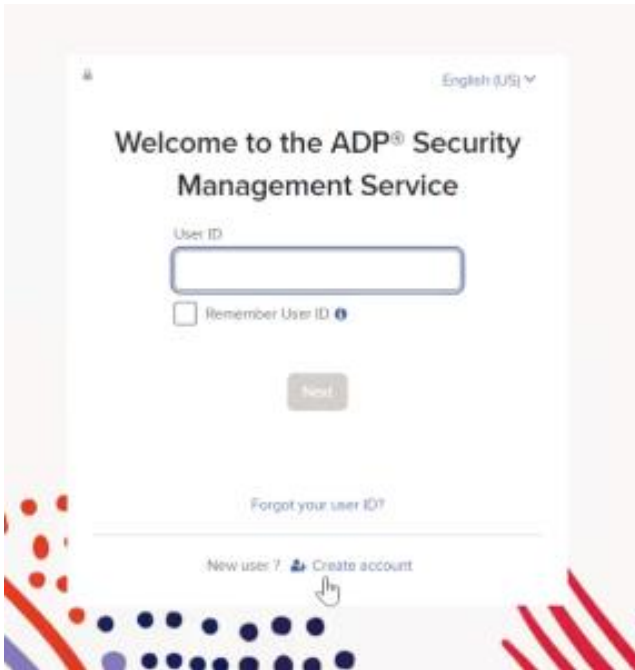 English (US)
Welcome to the ADP® Security
Management Service
User ID
Remember User ID
Next
Forgot your user ID?
New user ? Create account